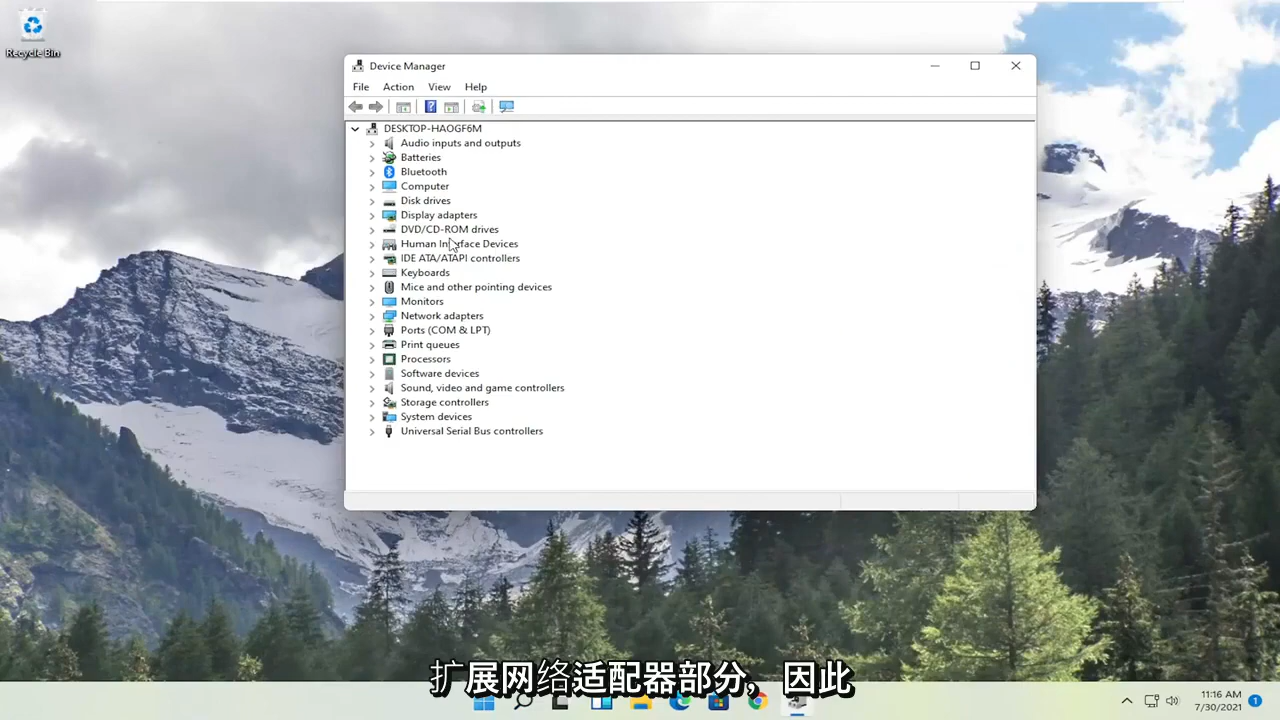 Recycle Bin
Device Manager
File Action View Help
DESKTOP-HAOGF6M
Audio inputs and outputs
Batteries
Bluetooth
Computer
Disk drives
Display adapters
DVD/CD-ROM drives
Human Interface Devices
IDE ATA/ATAPI controllers
Keyboards
Mice and other pointing devices
Monitors
Network adapters
Ports (COM & LPT)
Print queues
Processors
Software devices
Sound, video and game controllers
Storage controllers
System devices
Universal Serial Bus controllers
扩展网络适配器部分，因此
11:16 AM
7/30/2021
1